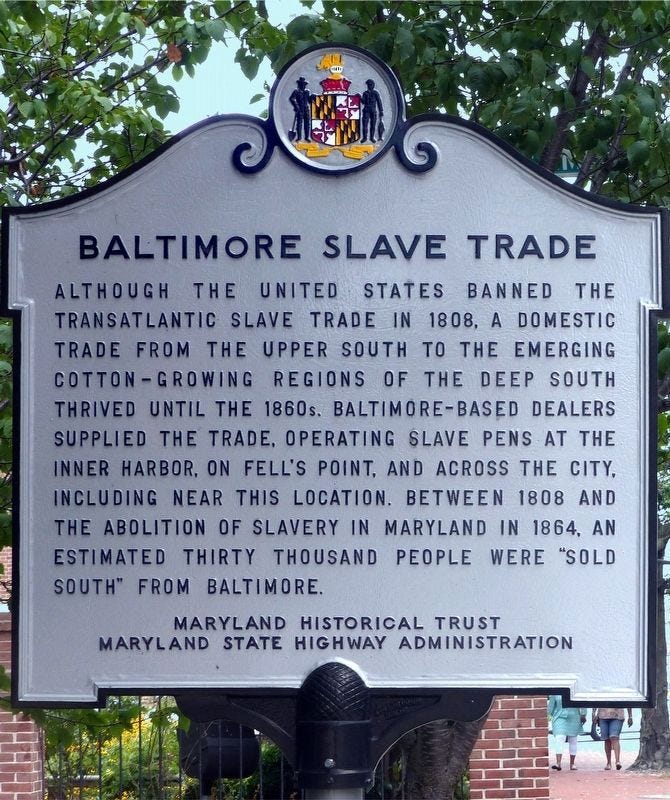 BALTIMORE SLAVE TRADE
ALTHOUGH THE UNITED STATES BANNED THE
TRANSATLANTIC SLAVE TRADE IN 1808, A DOMESTIC
TRADE FROM THE UPPER SOUTH TO THE EMERGING
COTTON-GROWING REGIONS OF THE DEEP SOUTH
THRIVED UNTIL THE 1860s. BALTIMORE-BASED DEALERS
SUPPLIED THE TRADE, OPERATING SLAVE PENS AT THE
INNER HARBOR, ON FELL'S POINT, AND ACROSS THE CITY,
INCLUDING NEAR THIS LOCATION. BETWEEN 1808 AND
THE ABOLITION OF SLAVERY IN MARYLAND IN 1864, AN
ESTIMATED THIRTY THOUSAND PEOPLE WERE “SOLD
SOUTH” FROM BALTIMORE.
MARYLAND HISTORICAL TRUST
MARYLAND STATE HIGHWAY ADMINISTRATION